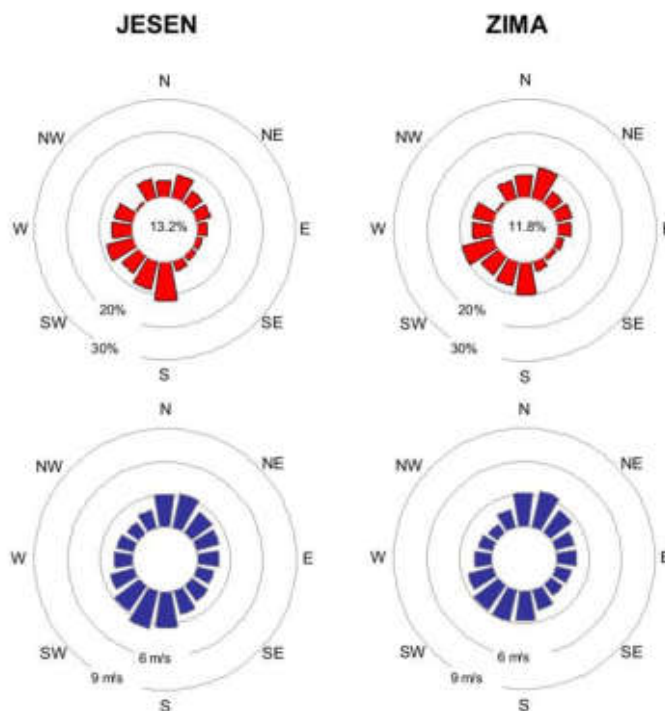 JESEN ZIMA
N N
NW NE NW NE
W 13.2% E W 11.8% E
20% 20%
SW SE SW SE
30% 30%
S S
N N
NW NE NW NE
W E W E
SW 6 m/s SE SW 6 m/s SE
9 m/s 9 m/s
S S